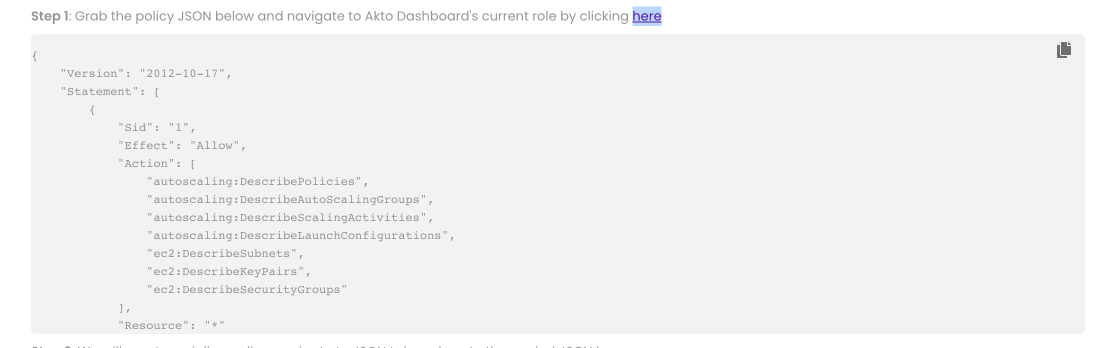 Step 1: Grab the policy JSON below and navigate to Akto Dashboard's current role by clicking here
{
    "Version": "2012-10-17",
    "Statement": [
        {
            "Sid": "1",
            "Effect": "Allow",
            "Action": [
                "autoscaling:DescribePolicies",
                "autoscaling:DescribeAutoScalingGroups",
                "autoscaling:DescribeScalingActivities",
                "autoscaling:DescribeLaunchConfigurations",
                "ec2:DescribeSubnets",
                "ec2:DescribeKeyPairs",
                "ec2:DescribeSecurityGroups"
            ],
            "Resource": "*"